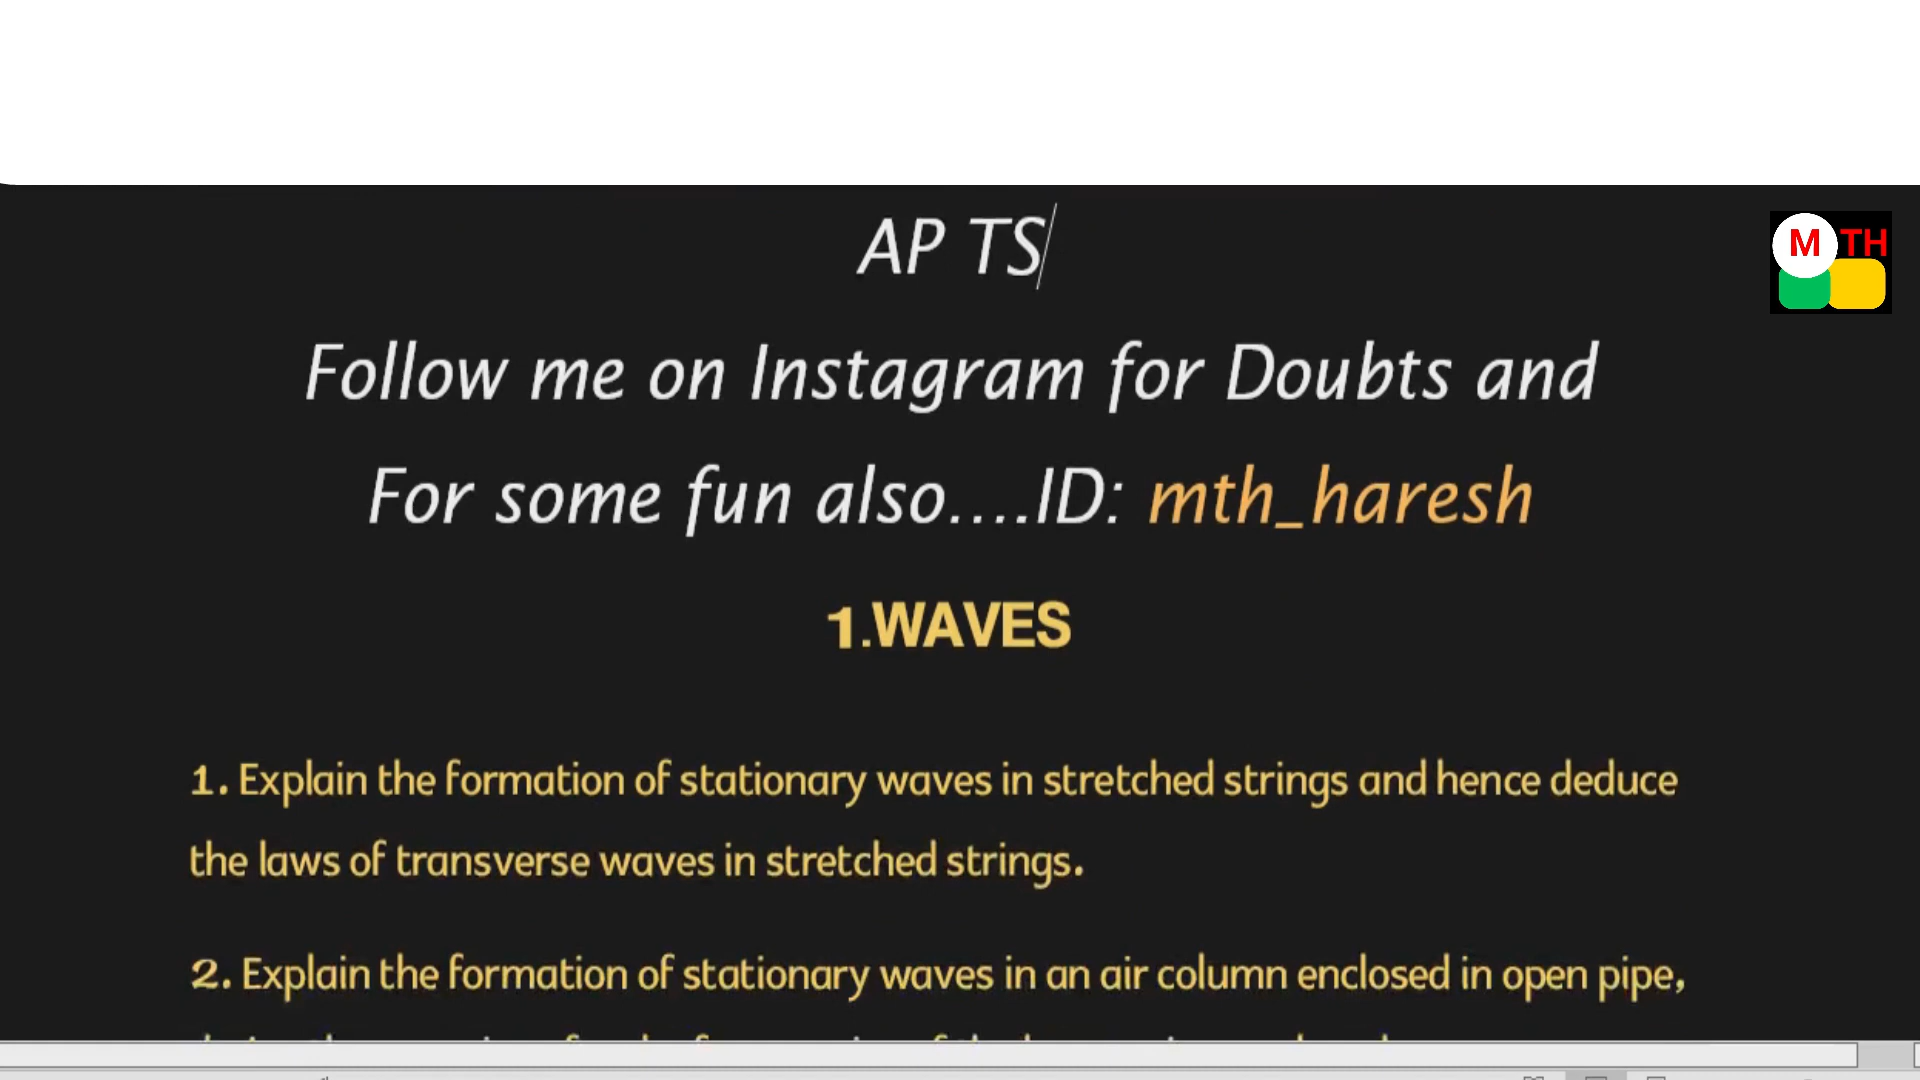 AP TS
M TH
Follow me on Instagram for Doubts and
For some fun also....ID: mth_haresh
1.WAVES
1. Explain the formation of stationary waves in stretched strings and hence deduce
the laws of transverse waves in stretched strings.
2. Explain the formation of stationary waves in an air column enclosed in open pipe,